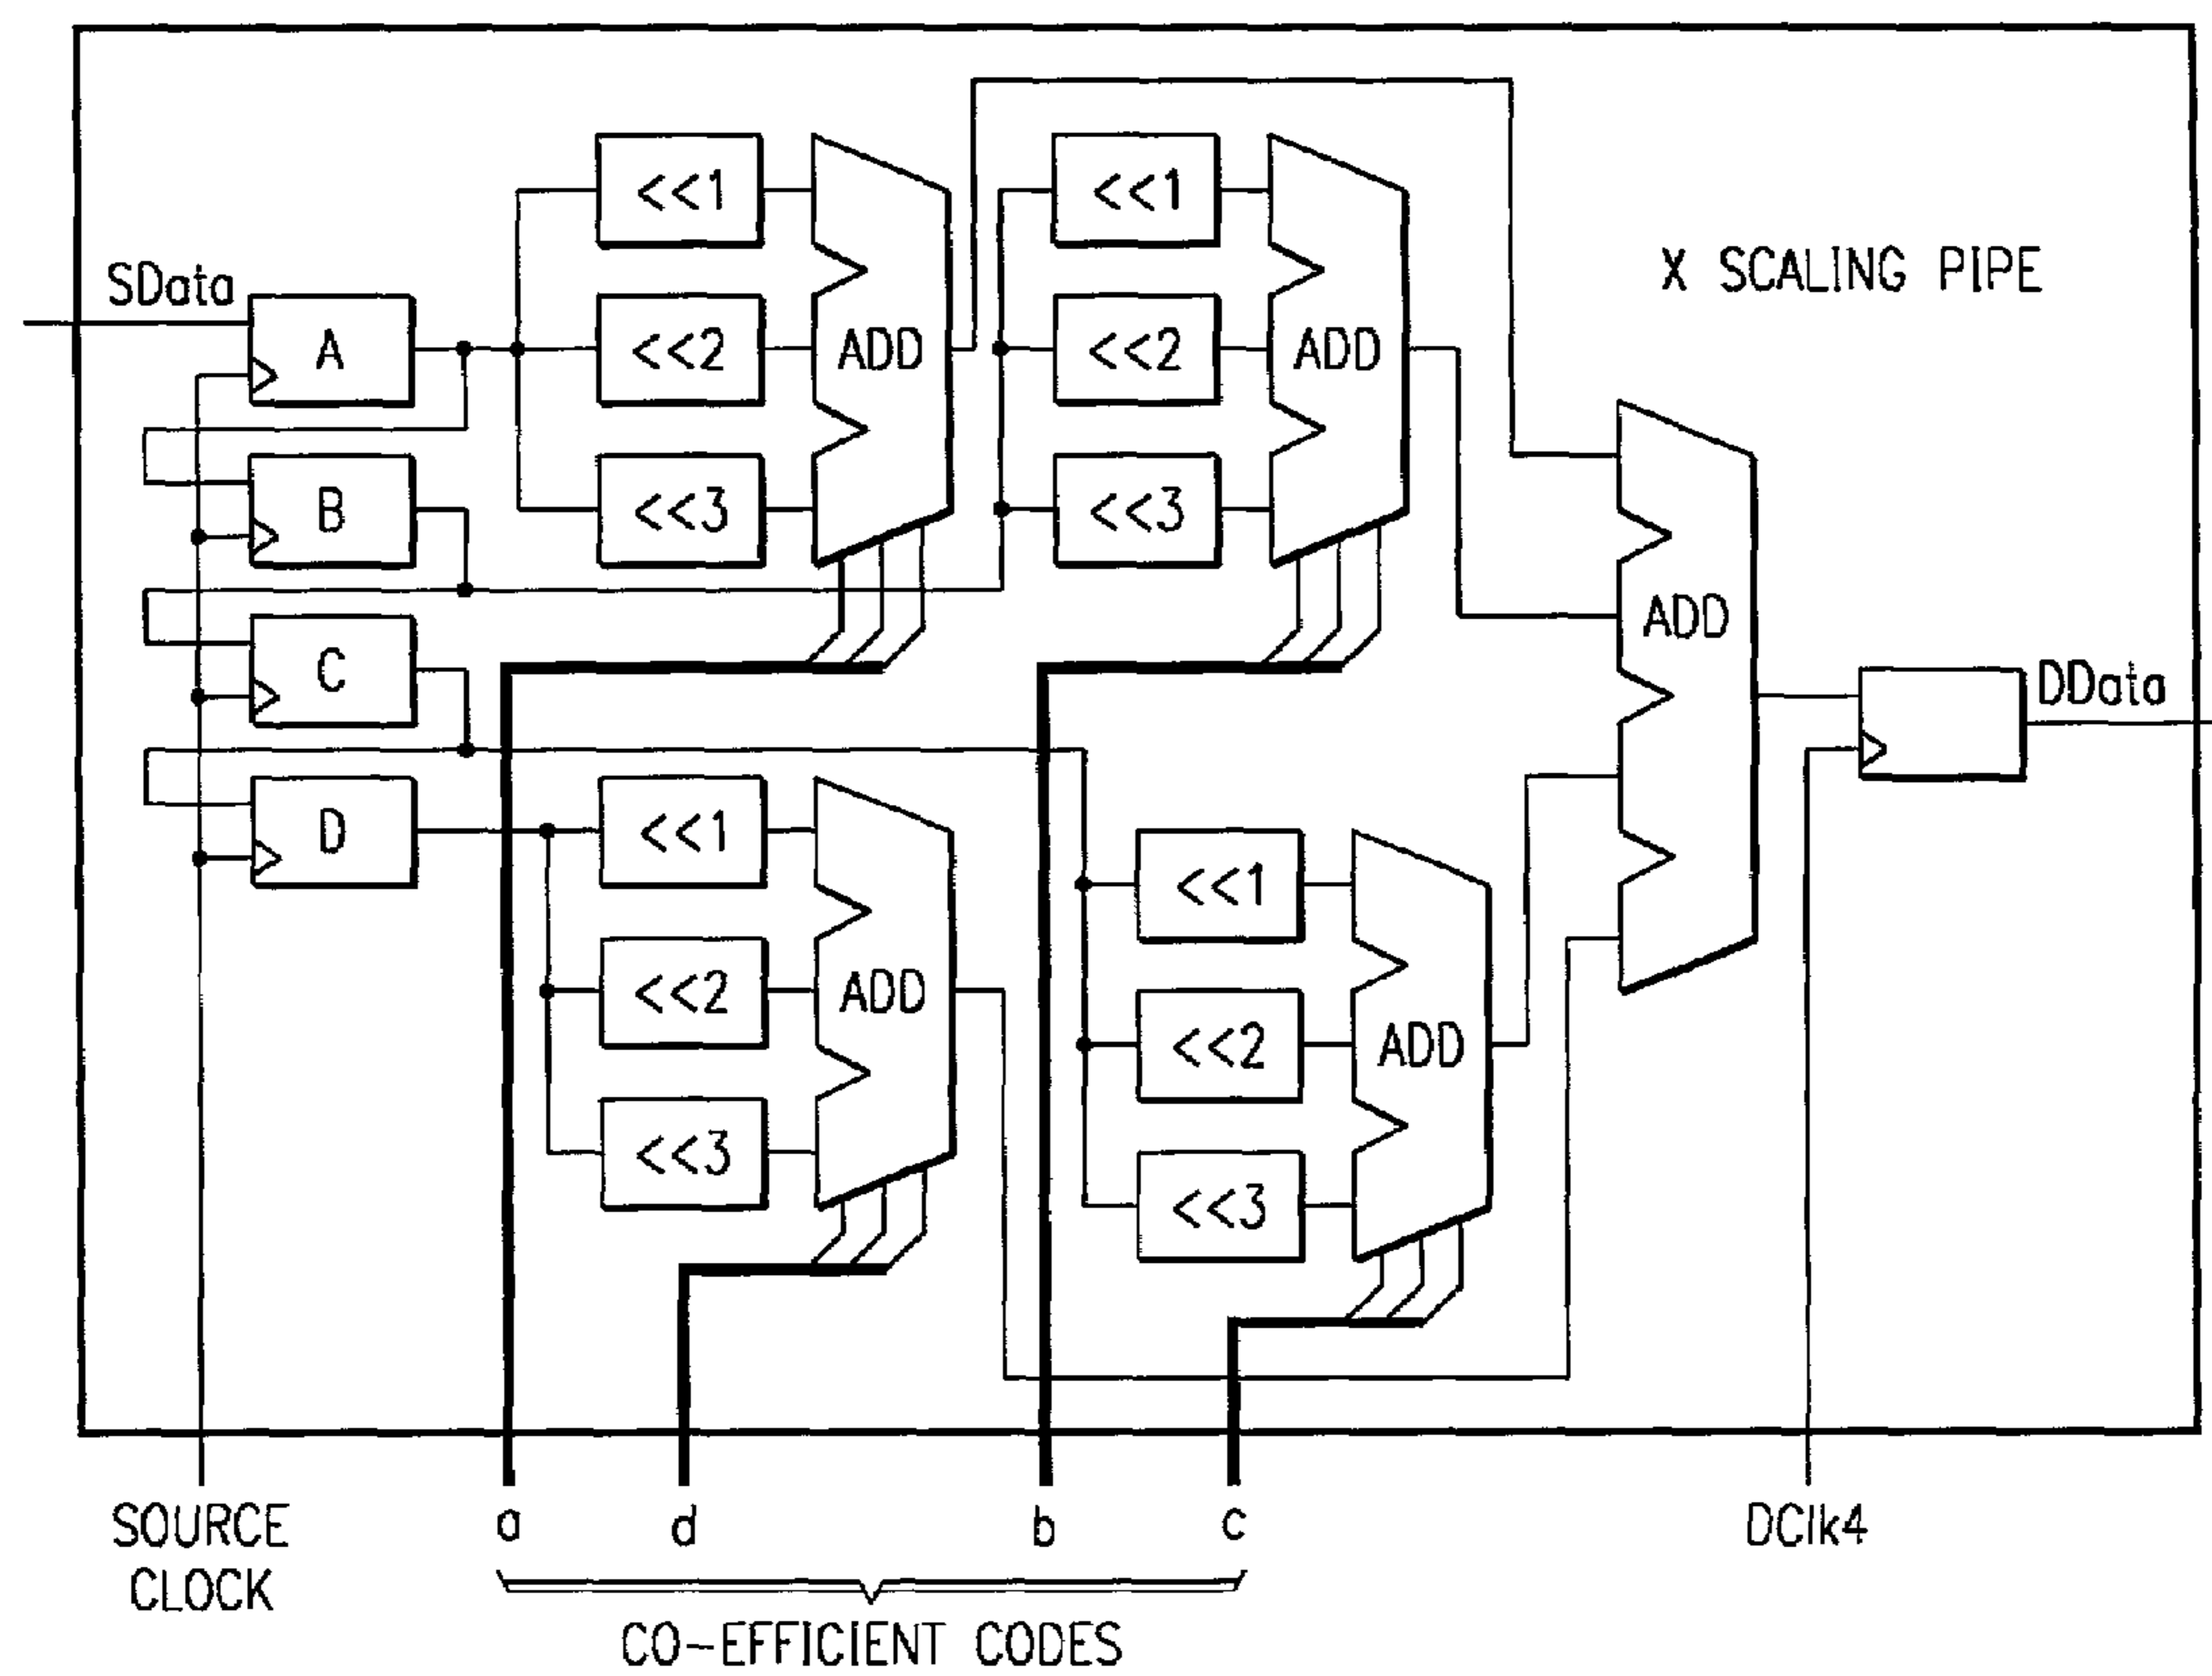 <<1
<<1
X SCALING PIPE
SData
A
<<2
ADD
<<2
ADD
B
<<3
<<3
ADD
C
DData
D
<<1
<<1
<<2
ADD
<<2
ADD
<<3
<<3
SOURCE
CLOCK
a
d
b
c
DClk4
CO-EFFICIENT CODES